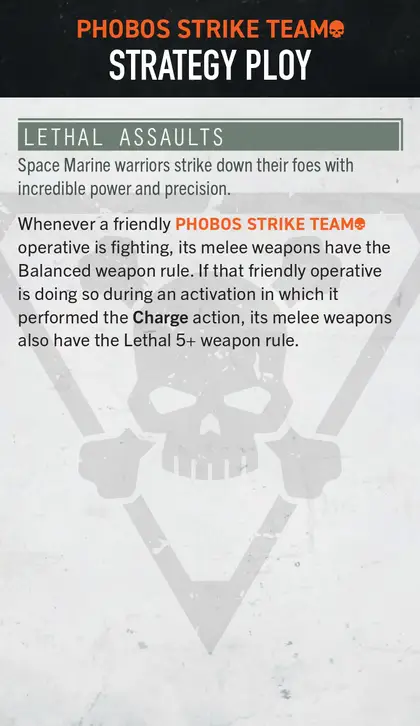 PHOBOS STRIKE TEAM
STRATEGY PLOY
LETHAL ASSAULTS
Space Marine warriors strike down their foes with
incredible power and precision.
Whenever a friendly PHOBOS STRIKE TEAM
operative is fighting, its melee weapons have the
Balanced weapon rule. If that friendly operative
is doing so during an activation in which it
performed the Charge action, its melee weapons
also have the Lethal 5+ weapon rule.